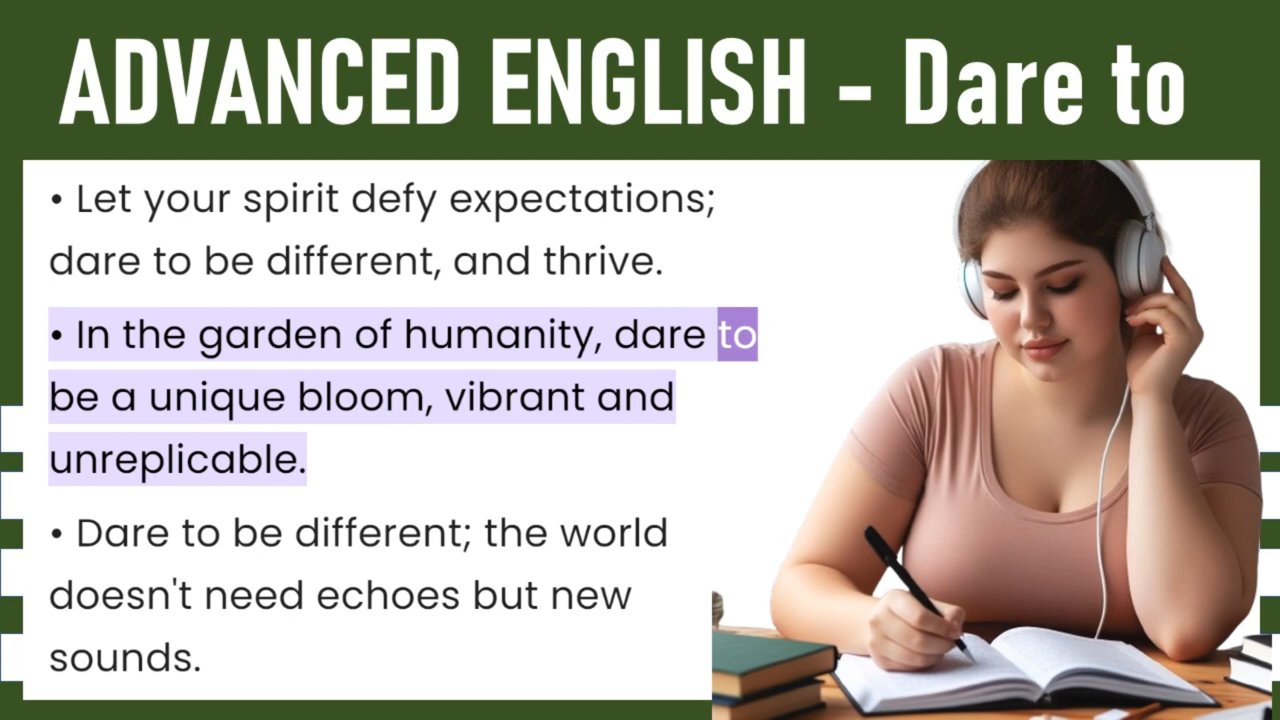 ADVANCED ENGLISH - Dare to
• Let your spirit defy expectations;
dare to be different, and thrive.
• In the garden of humanity, dare to
be a unique bloom, vibrant and
unreplicable.
• Dare to be different; the world
doesn't need echoes but new
sounds.